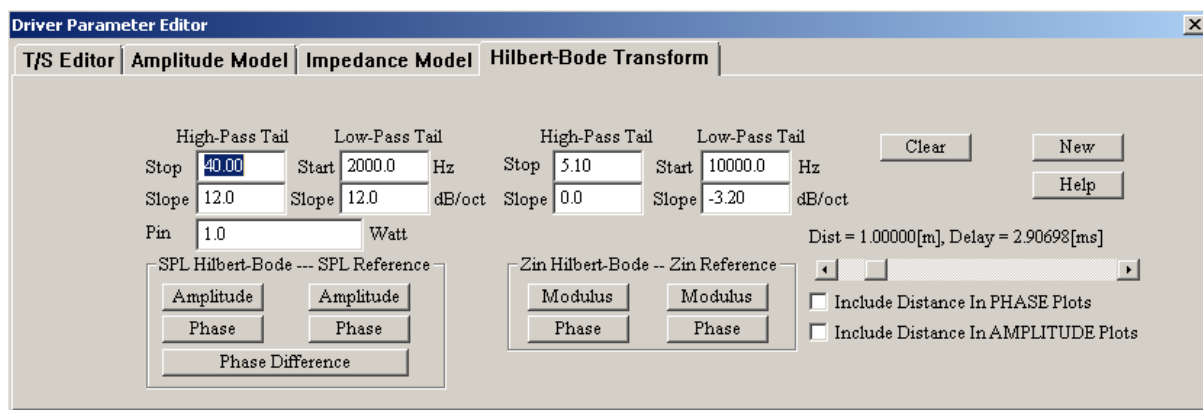 Driver Parameter Editor
T/S Editor Amplitude Model Impedance Model Hilbert-Bode Transform
High-Pass Tail Low-Pass Tail High-Pass Tail Low-Pass Tail Clear New
Stop 40.00 Start 2000.0 Hz Stop 5.10 Start 10000.0 Hz
Slope 12.0 Slope 12.0 dB/oct Slope 0.0 Slope -3.20 dB/oct Help
Pin 1.0 Watt Dist = 1.00000[m], Delay = 2.90698[ms]
SPL Hilbert-Bode --- SPL Reference Zin Hilbert-Bode -- Zin Reference
Amplitude Amplitude Modulus Modulus Include Distance In PHASE Plots
Phase Phase Phase Phase Include Distance In AMPLITUDE Plots
Phase Difference